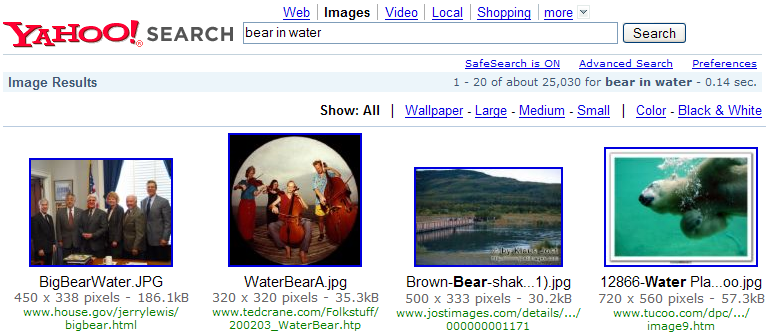 Web | Images | Video | Local | Shopping | more
YAHOO!® SEARCH bear in water Search
SafeSearch is ON Advanced Search Preferences
Image Results 1 - 20 of about 25,030 for bear in water - 0.14 sec.
Show: All | Wallpaper - Large - Medium - Small | Color - Black & White
© by Klaus Jost
BigBearWater.JPG WaterBearA.jpg Brown-Bear-shak...1).jpg 12866-Water Pla...oo.jpg
450 x 338 pixels - 186.1kB 320 x 320 pixels - 35.3kB 500 x 333 pixels - 30.2kB 720 x 560 pixels - 57.3kB
www.house.gov/jerrylewis/ www.tedcrane.com/Folkstuff/ www.jostimages.com/details/.../ www.tucoo.com/dpc/.../
bigbear.html 200203_WaterBear.htp 000000001171 image9.htm